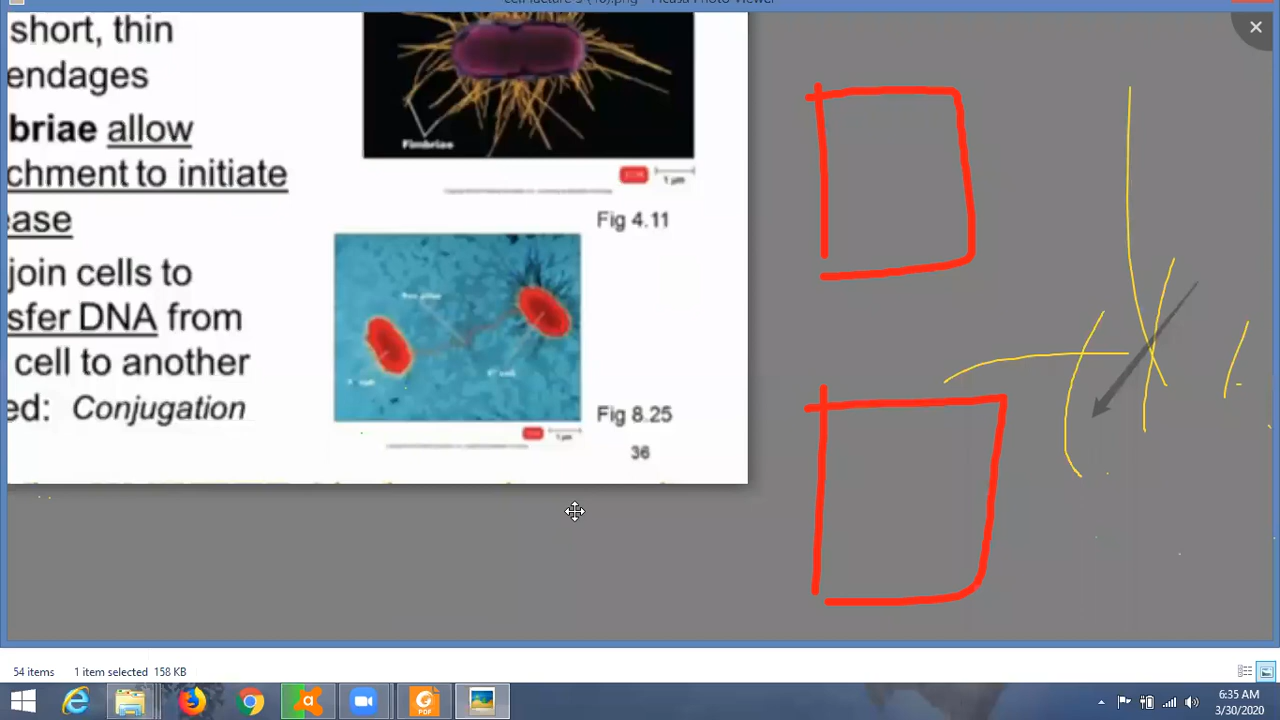 short, thin
endages
briae allow
chment to initiate
ease
join cells to
sfer DNA from
cell to another
ed: Conjugation
Fimbriae
1 µm
Fig 4.11
Fig 8.25
1 µm
36
54 items 1 item selected 158 KB
PDF
6:35 AM
3/30/2020